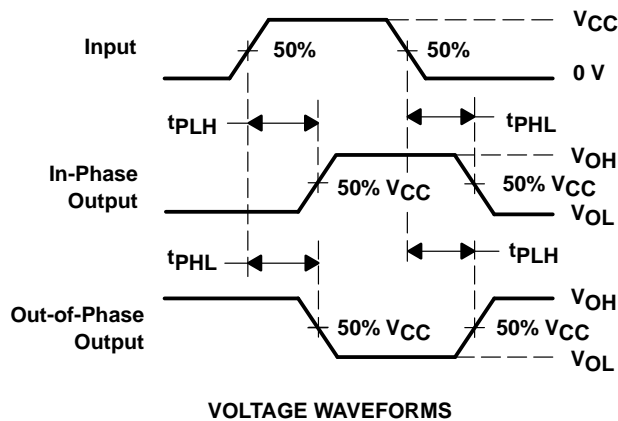 VCC
Input
50%
50%
0 V
tPLH
tPHL
VOH
In-Phase
Output
50% VCC
50% VCC
VOL
tPHL
tPLH
VOH
Out-of-Phase
Output
50% VCC
50% VCC
VOL
VOLTAGE WAVEFORMS